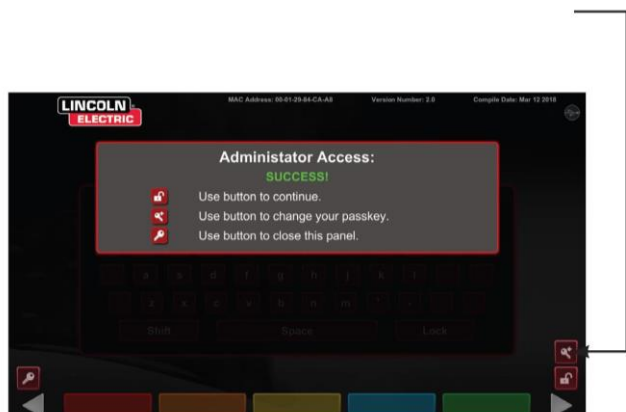 LINCOLN
ELECTRIC
MAC Address: 00-01-29-84-CA-A8 Version Number: 2.0 Compile Date: Mar 12 2018
Administator Access:
SUCCESS!
Use button to continue.
Use button to change your passkey.
Use button to close this panel.
a s d f g h j k l
z x c v b n m
Shift Space Lock